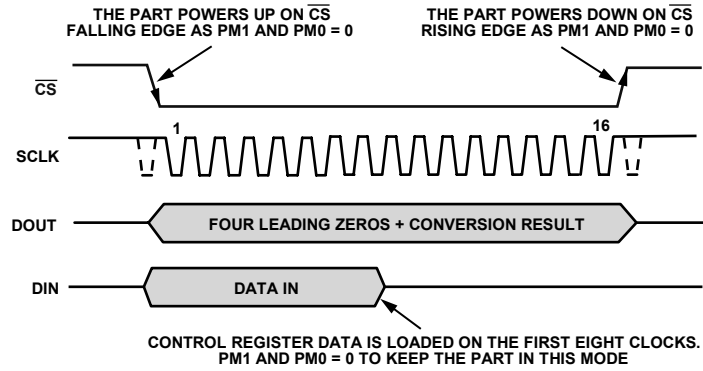 THE PART POWERS UP ON CS
FALLING EDGE AS PM1 AND PM0 = 0
THE PART POWERS DOWN ON CS
RISING EDGE AS PM1 AND PM0 = 0
CS
1
16
SCLK
DOUT
FOUR LEADING ZEROS + CONVERSION RESULT
DIN
DATA IN
CONTROL REGISTER DATA IS LOADED ON THE FIRST EIGHT CLOCKS.
PM1 AND PM0 = 0 TO KEEP THE PART IN THIS MODE